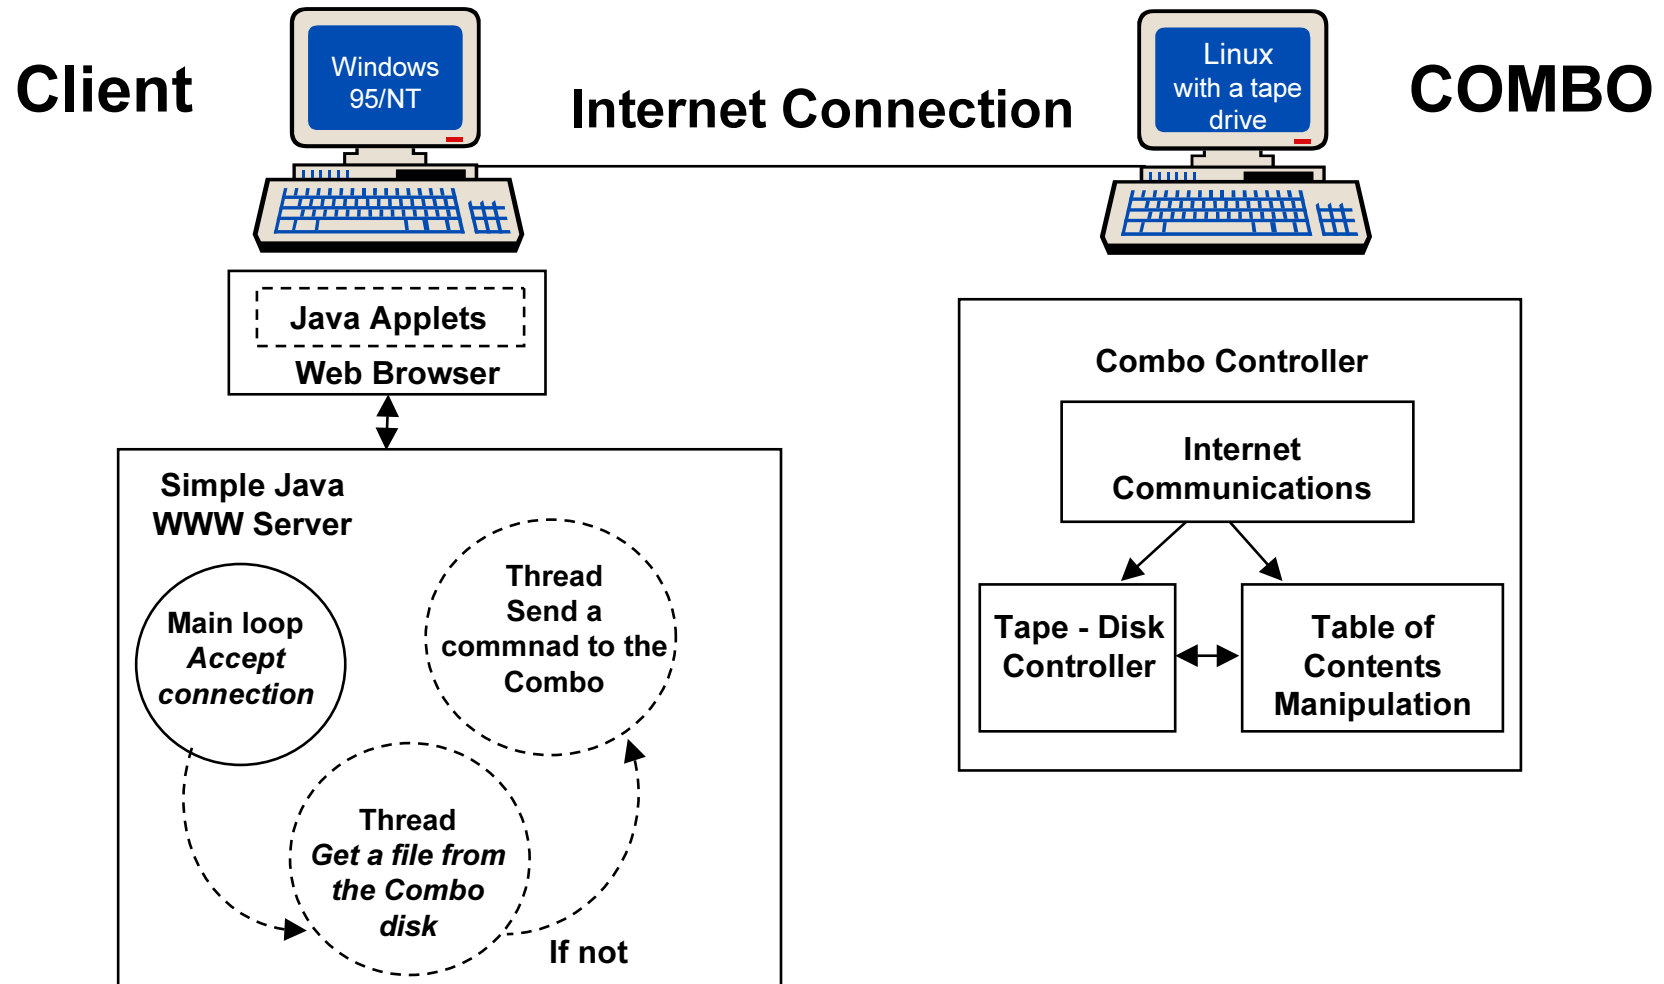 Client
Windows
95/NT
Internet Connection
Linux
with a tape
drive
COMBO
Java Applets
Web Browser
Simple Java
WWW Server
Main loop
Accept
connection
Thread
Send a
commnad to the
Combo
Thread
Get a file from
the Combo
disk
If not
Combo Controller
Internet
Communications
Tape - Disk
Controller
Table of
Contents
Manipulation